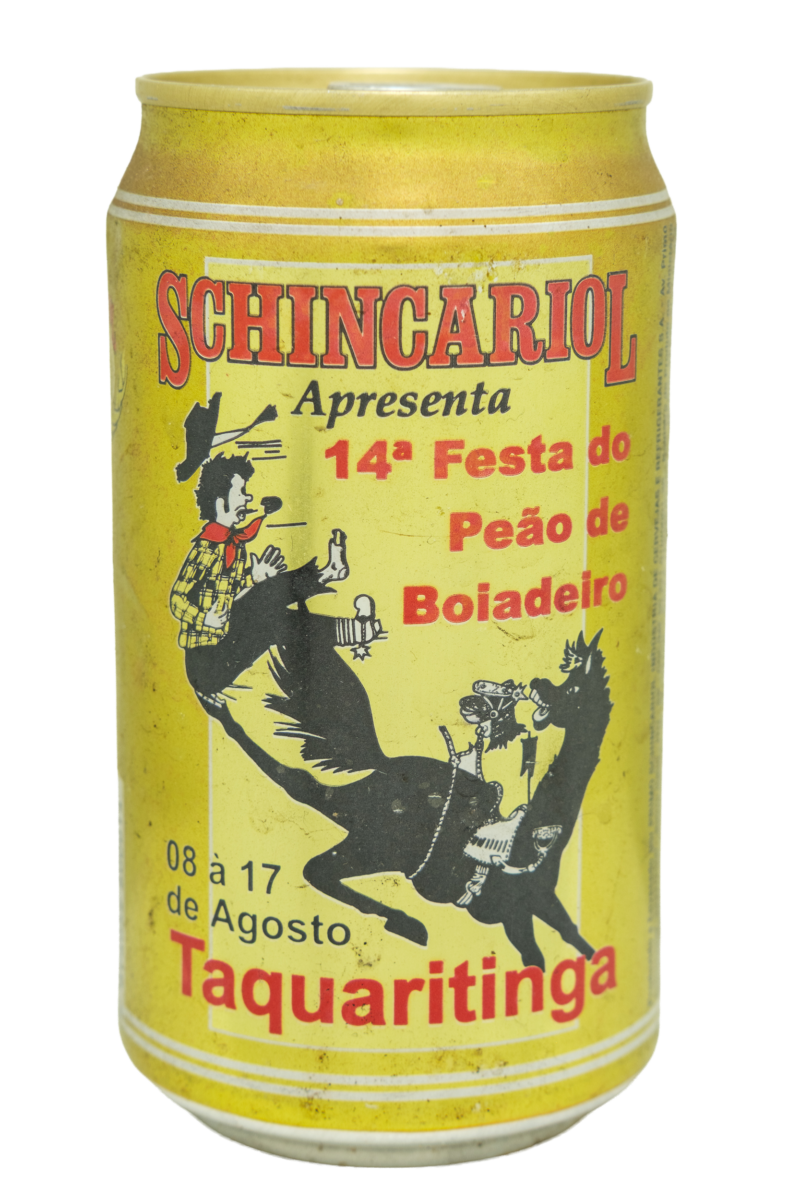 SCHINCARIOL
Apresenta
14ª Festa do
Peão de
Boiadeiro
08 à 17
de Agosto
Taquaritinga